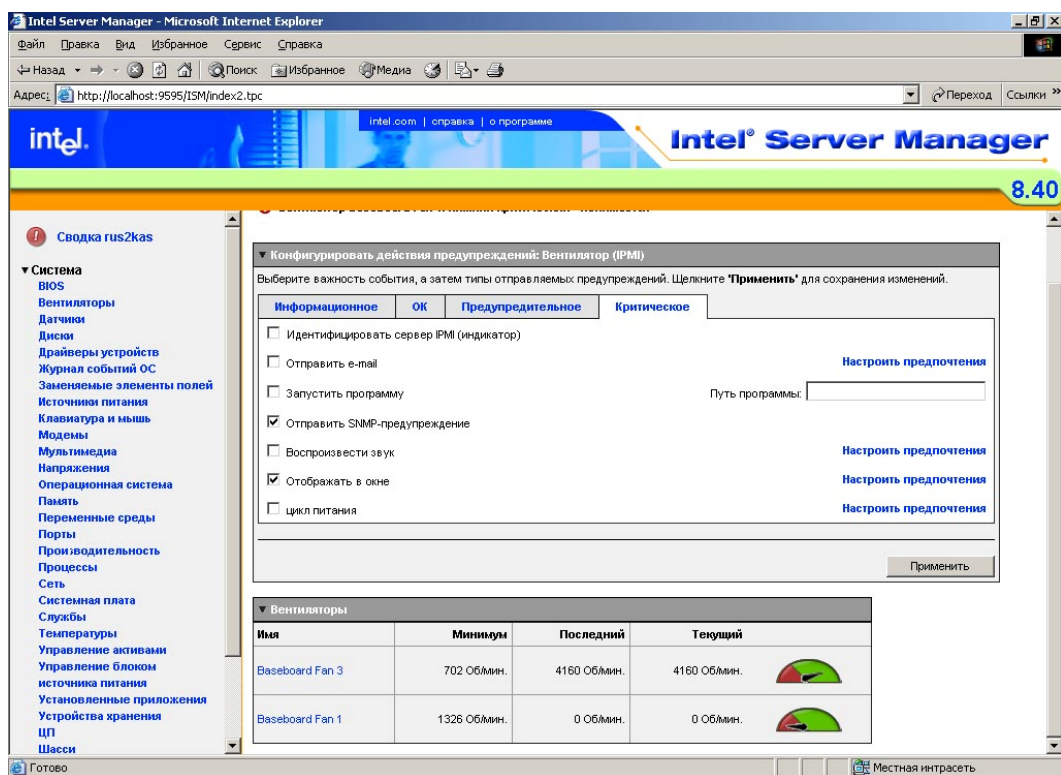 Intel Server Manager - Microsoft Internet Explorer
Файл Правка Вид Избранное Сервис Справка
Назад Поиск Избранное Медиа
Адрес: http://localhost:9595/ISM/index2.tpc Переход Ссылки »
intel.com | справка | о программе
intel.
Intel® Server Manager
8.40
Сводка rus2kas
Система
BIOS
Вентиляторы
Датчики
Диски
Драйверы устройств
Журнал событий ОС
Заменяемые элементы полей
Источники питания
Клавиатура и мышь
Модемы
Мультимедиа
Напряжения
Операционная система
Память
Переменные среды
Порты
Производительность
Процессы
Сеть
Системная плата
Службы
Температуры
Управление активами
Управление блоком
источника питания
Установленные приложения
Устройства хранения
ЦП
Шасси
Конфигурировать действия предупреждений: Вентилятор (IPMI)
Выберите важность события, а затем типы отправляемых предупреждений. Щелкните "Применить" для сохранения изменений.
Информационное ОК Предупредительное Критическое
Идентифицировать сервер IPMI (индикатор)
Отправить e-mail Настроить предпочтения
Запустить программу Путь программы:
Отправить SNMP-предупреждение
Воспроизвести звук Настроить предпочтения
Отображать в окне Настроить предпочтения
цикл питания Настроить предпочтения
Применить
Вентиляторы
Имя Минимум Последний Текущий
Baseboard Fan 3 702 Об/мин. 4160 Об/мин. 4160 Об/мин.
Baseboard Fan 1 1326 Об/мин. 0 Об/мин. 0 Об/мин.
Готово Местная интрасеть